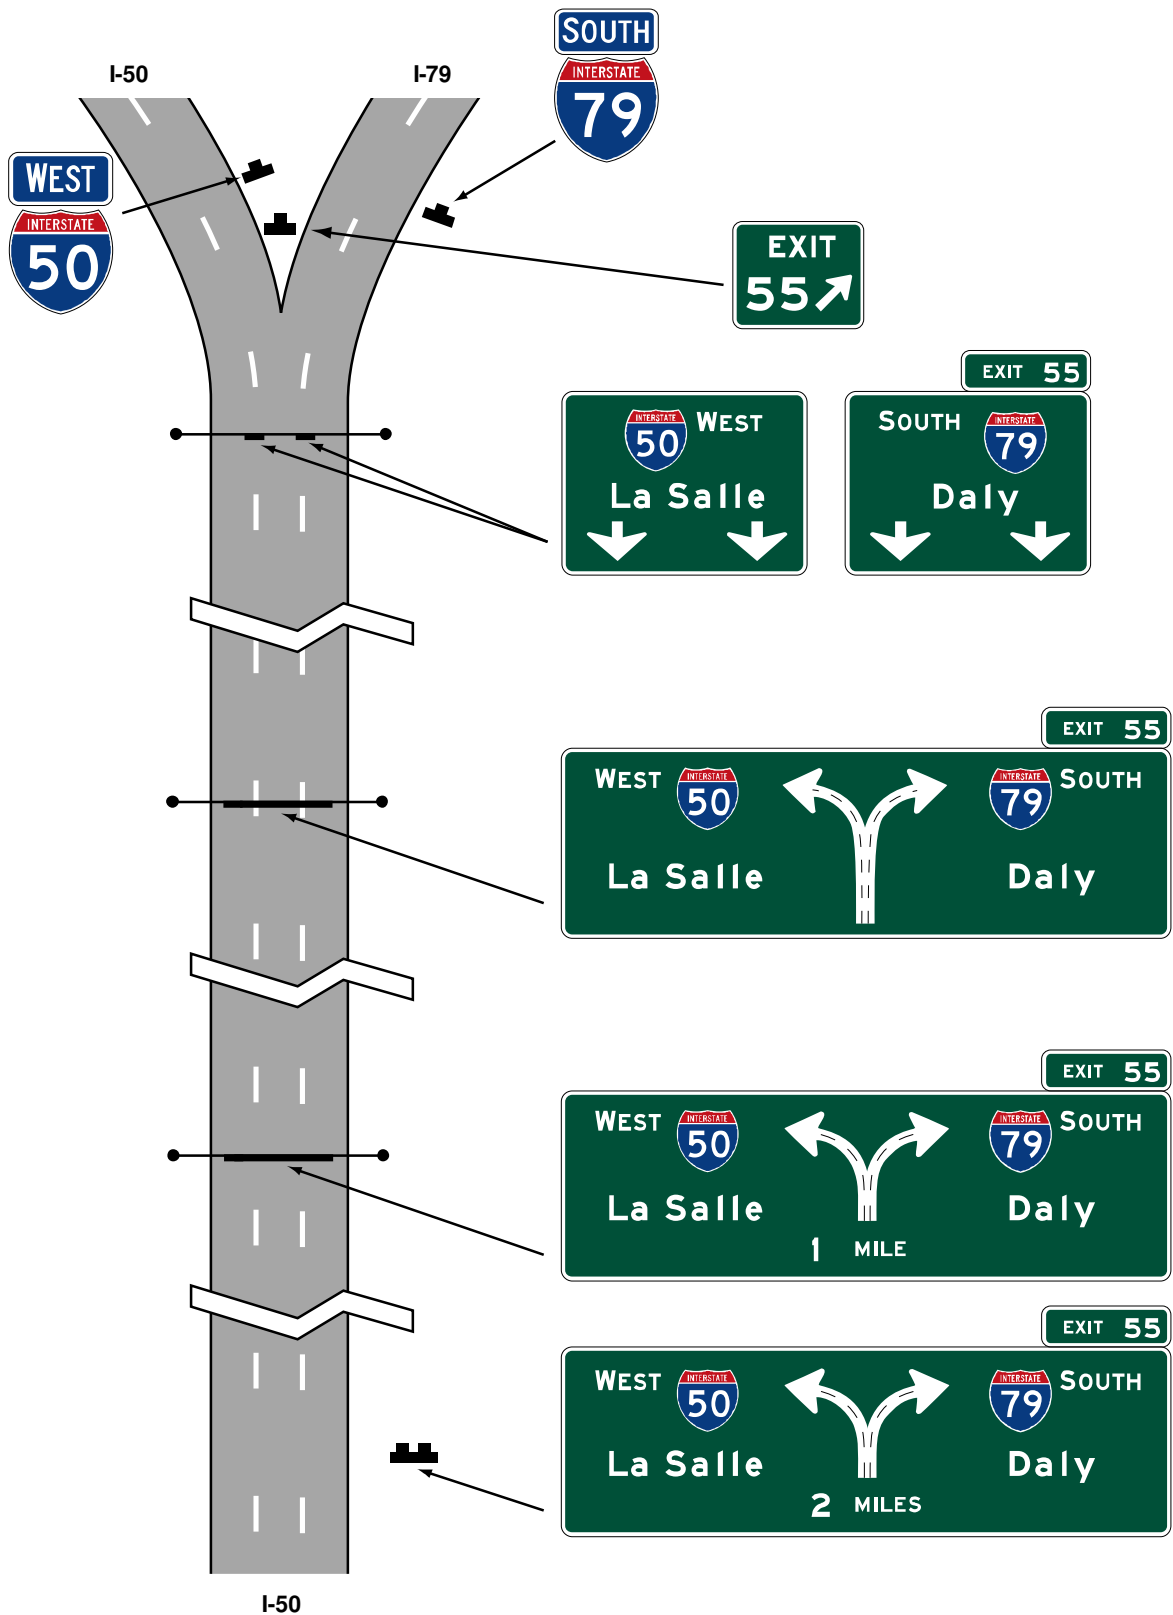 I-50
I-79
SOUTH
INTERSTATE
79
WEST
INTERSTATE
50
EXIT
55
EXIT 55
INTERSTATE
50
WEST
La Salle
SOUTH
INTERSTATE
79
Daly
EXIT 55
WEST
INTERSTATE
50
INTERSTATE
79
SOUTH
La Salle
Daly
EXIT 55
WEST
INTERSTATE
50
INTERSTATE
79
SOUTH
La Salle
Daly
1 MILE
EXIT 55
WEST
INTERSTATE
50
INTERSTATE
79
SOUTH
La Salle
Daly
2 MILES
I-50